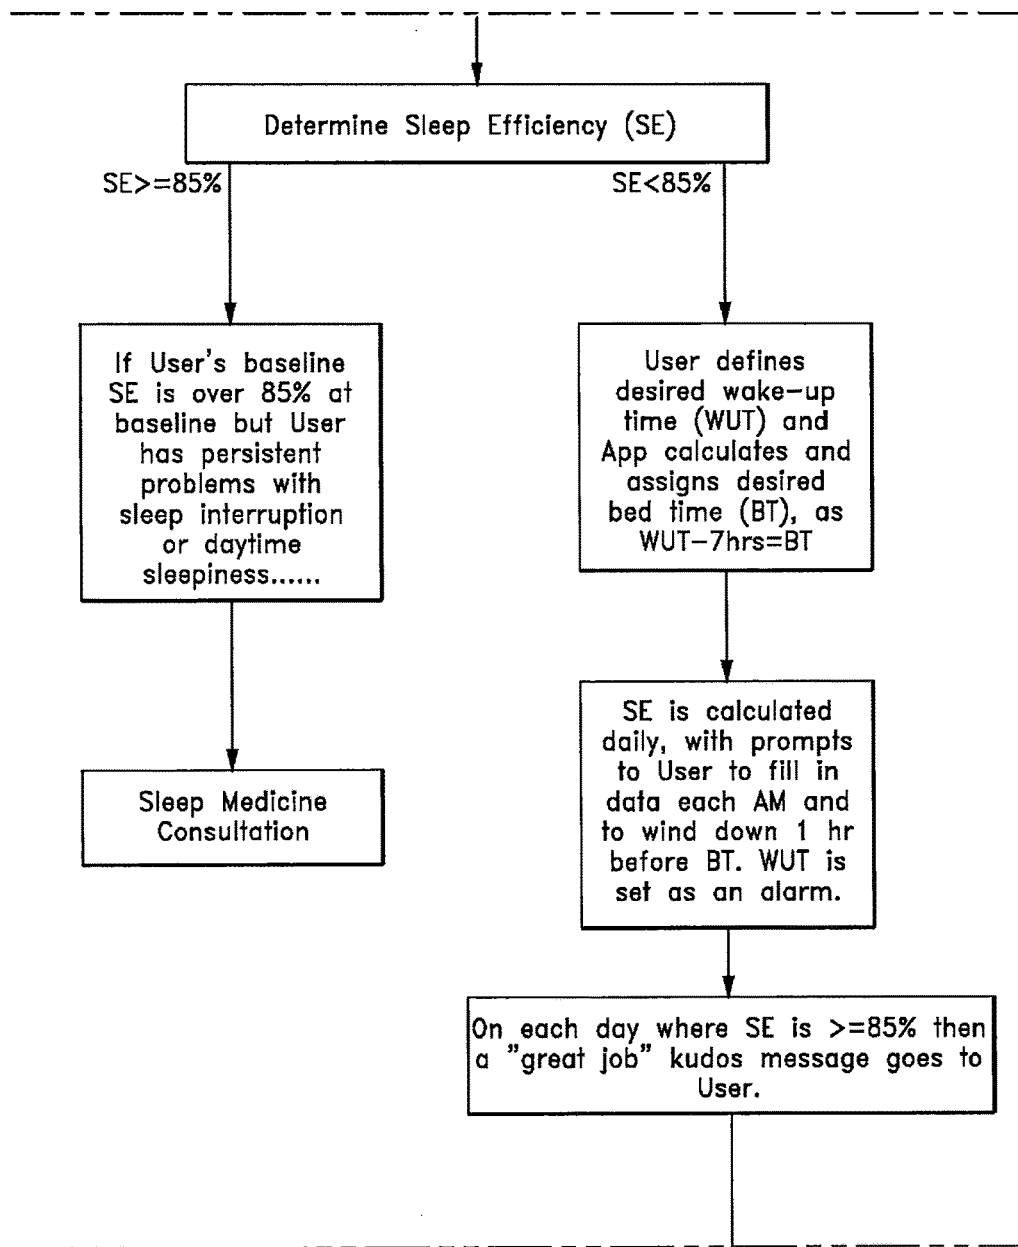 Determine Sleep Efficiency (SE)
SE>=85%
SE<85%
If User's baseline
SE is over 85% at
baseline but User
has persistent
problems with
sleep interruption
or daytime
sleepiness......
Sleep Medicine
Consultation
User defines
desired wake-up
time (WUT) and
App calculates and
assigns desired
bed time (BT), as
WUT-7hrs=BT
SE is calculated
daily, with prompts
to User to fill in
data each AM and
to wind down 1 hr
before BT. WUT is
set as an alarm.
On each day where SE is >=85% then
a "great job" kudos message goes to
User.